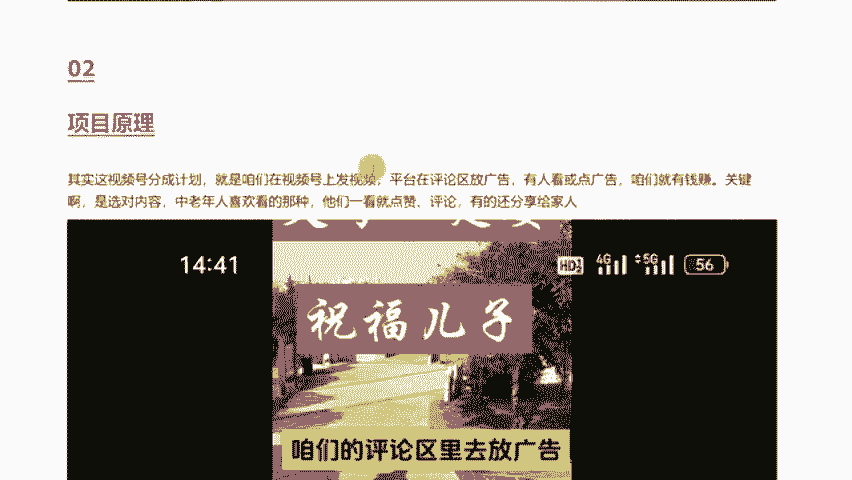 02
项目原理
其实这视频号分成计划，就是咱们在视频号上发视频，平台在评论区放广告，有人看或点广告，咱们就有钱赚。关键
啊，是选对内容，中老年人喜欢看的那种，他们一看就点赞、评论，有的还分享给家人
14:41
HD 4G 5G 56
祝福儿子
咱们的评论区里去放广告